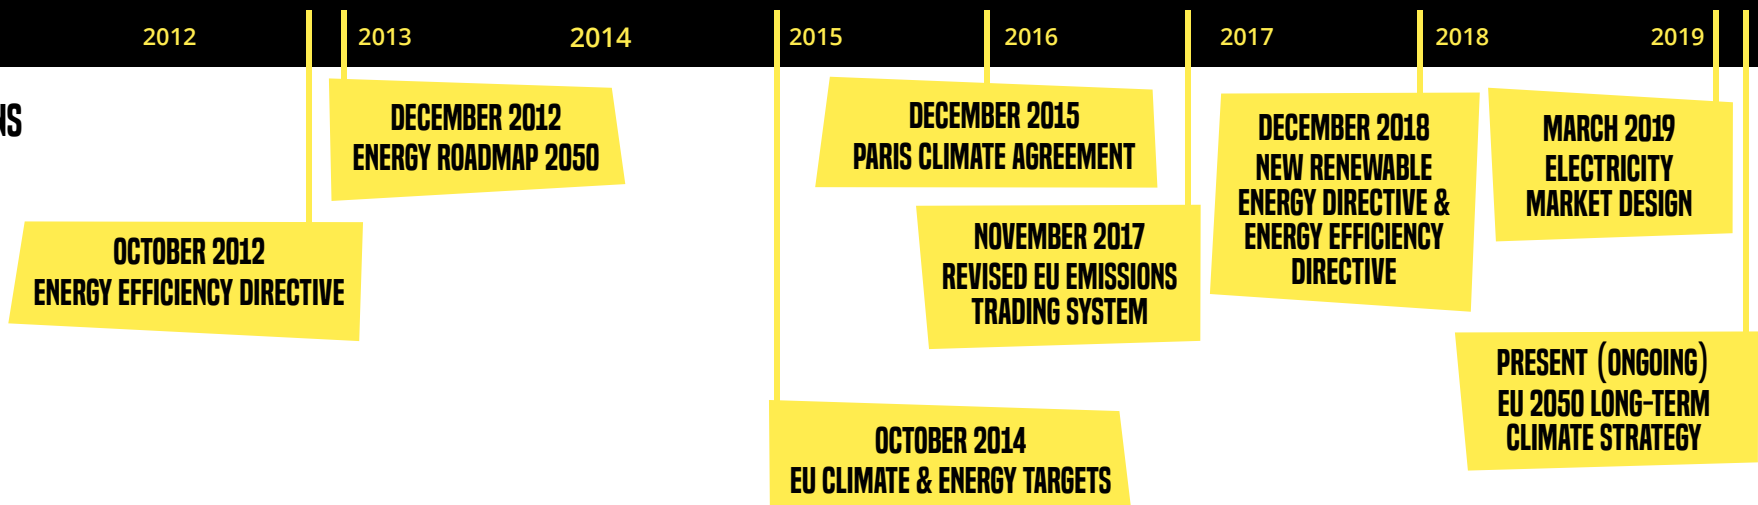 2012
2013
2014
2015
2016
2017
2018
2019
NS
DECEMBER 2012
ENERGY ROADMAP 2050
OCTOBER 2012
ENERGY EFFICIENCY DIRECTIVE
DECEMBER 2015
PARIS CLIMATE AGREEMENT
NOVEMBER 2017
REVISED EU EMISSIONS
TRADING SYSTEM
OCTOBER 2014
EU CLIMATE & ENERGY TARGETS
DECEMBER 2018
NEW RENEWABLE
ENERGY DIRECTIVE &
ENERGY EFFICIENCY
DIRECTIVE
MARCH 2019
ELECTRICITY
MARKET DESIGN
PRESENT (ONGOING)
EU 2050 LONG-TERM
CLIMATE STRATEGY